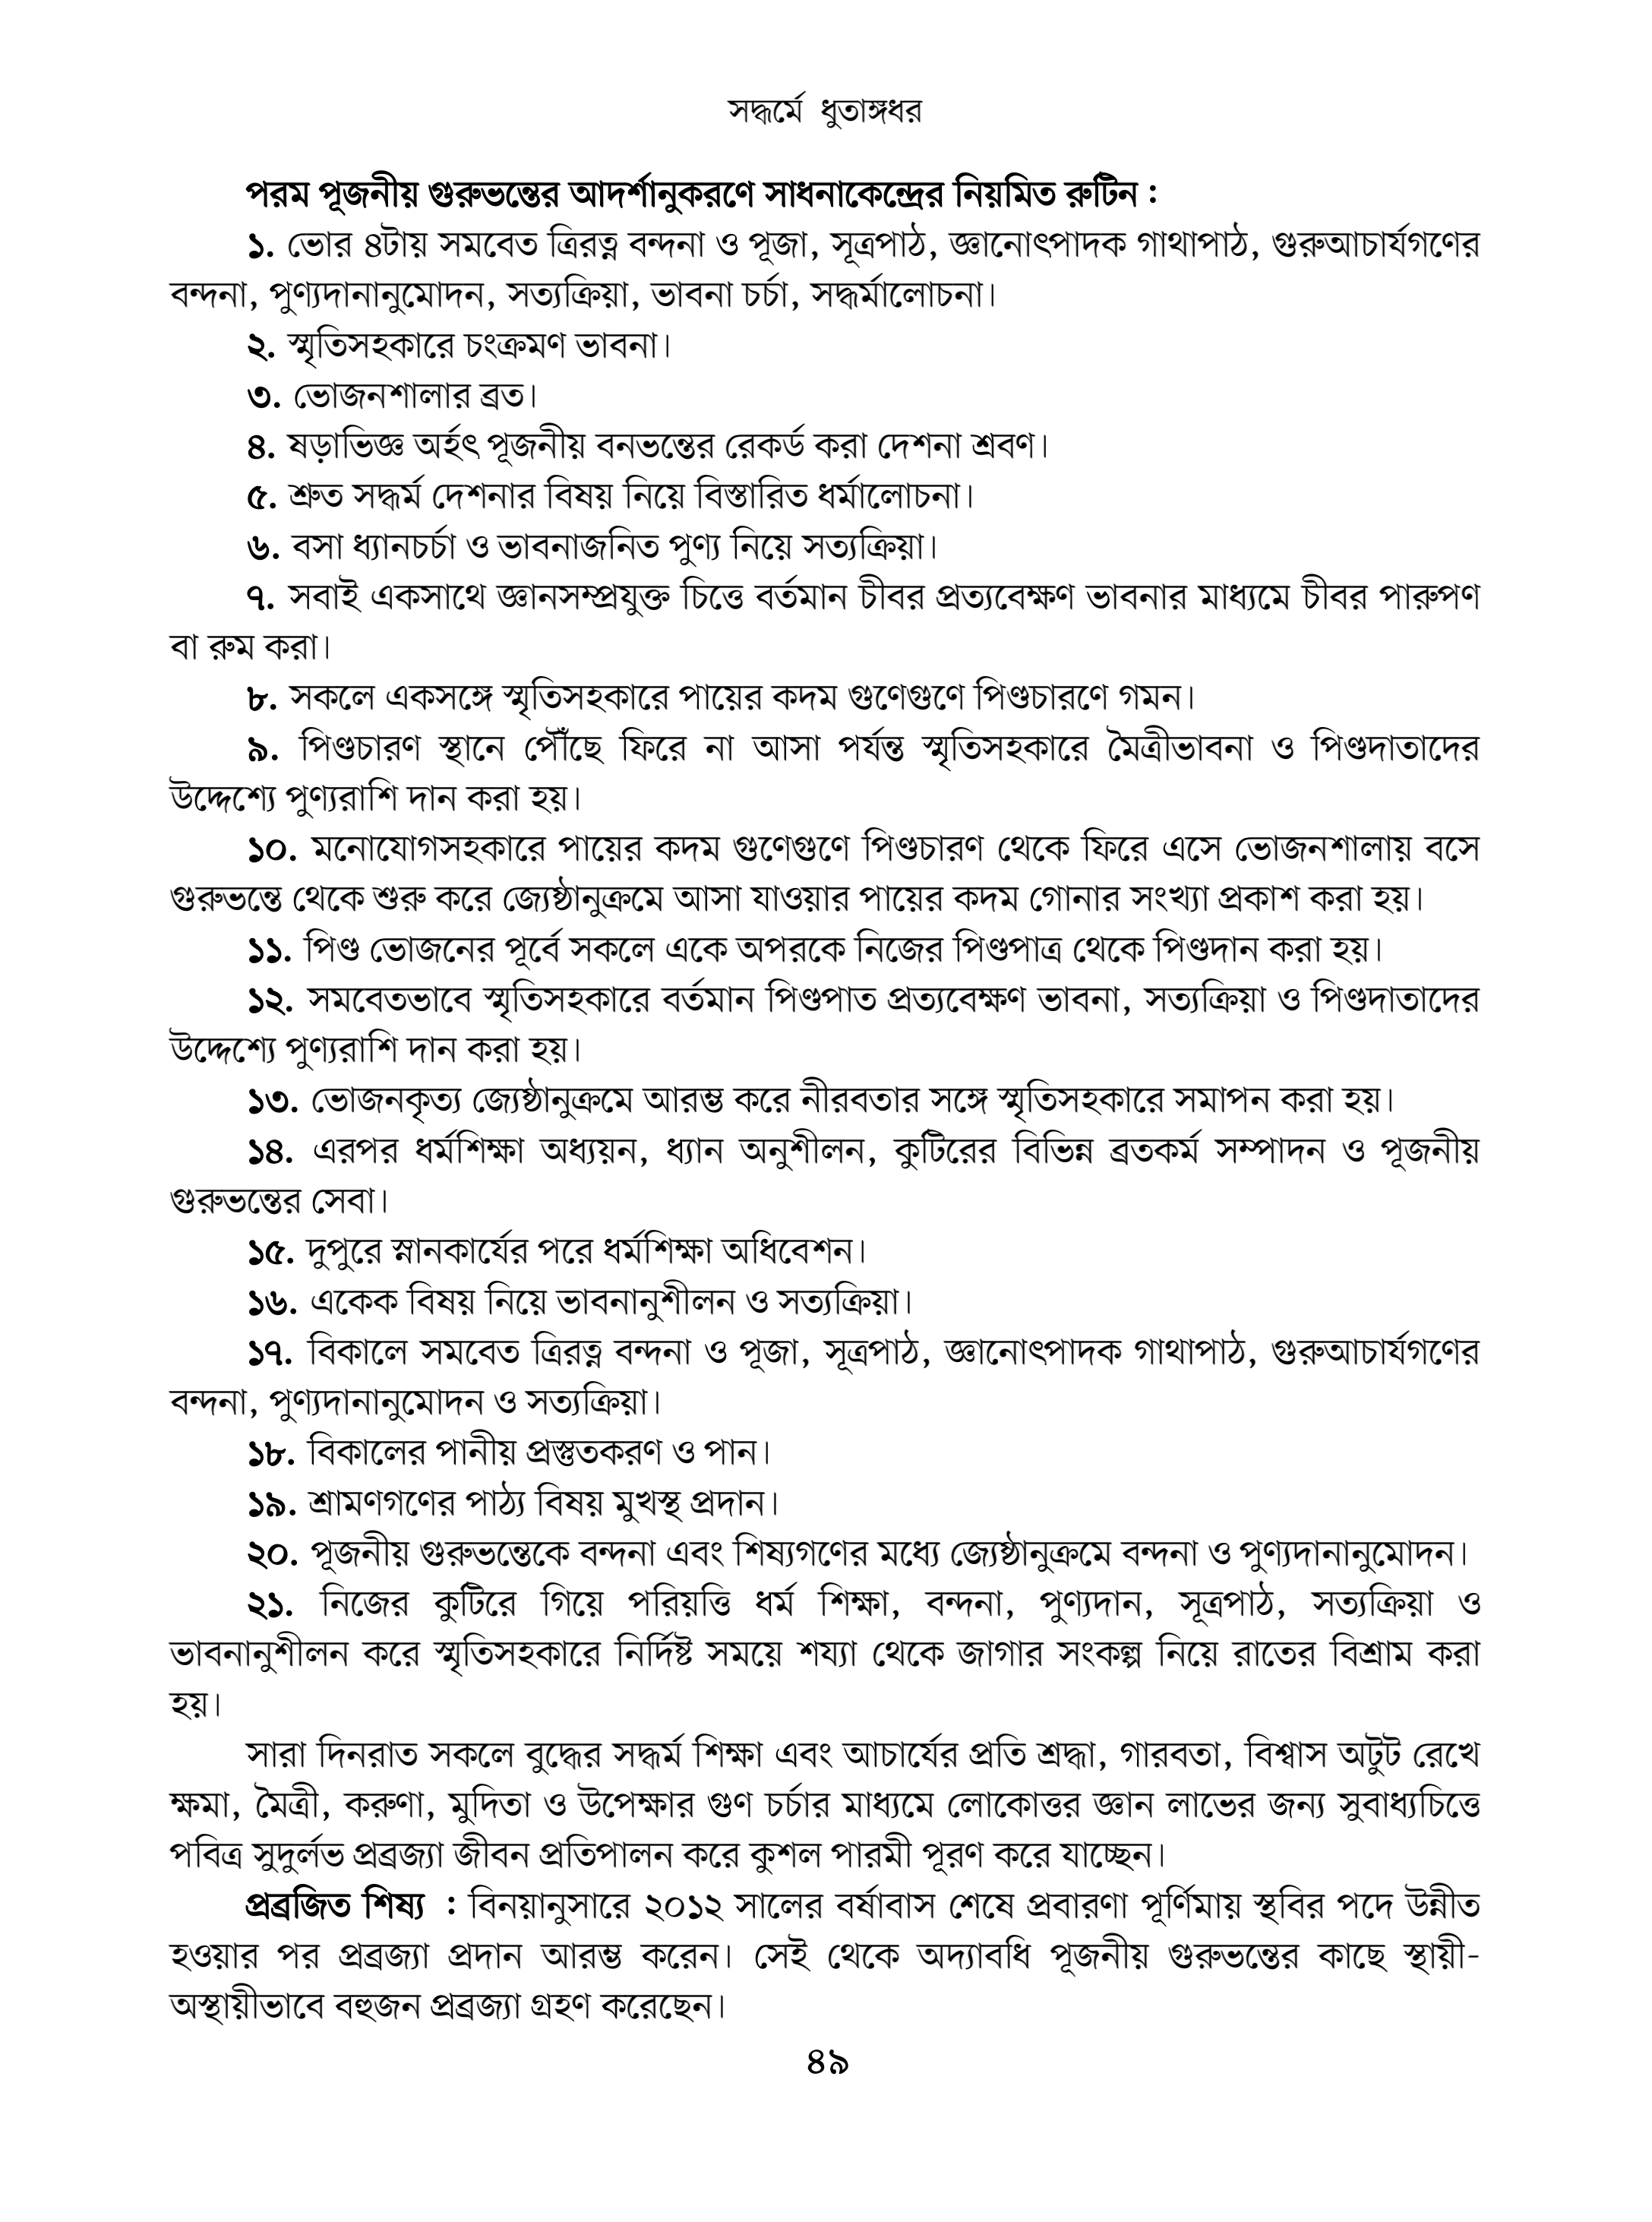 সদ্ধর্মে ধুতাঙ্গধর
পরম পূজনীয় গুরুভন্তের আদর্শানুকরণে সাধনাকেন্দ্রের নিয়মিত রুটিন :
১. ভোর ৪টায় সমবেত ত্রিরত্ন বন্দনা ও পূজা, সূত্রপাঠ, জ্ঞানোৎপাদক গাথাপাঠ, গুরুআচার্যগণের
বন্দনা, পুণ্যদানানুমোদন, সত্যক্রিয়া, ভাবনা চর্চা, সদ্ধর্মালোচনা।
২. স্মৃতিসহকারে চংক্রমণ ভাবনা।
৩. ভোজনশালার ব্রত।
৪. ষড়াভিজ্ঞ অর্হৎ পূজনীয় বনভন্তের রেকর্ড করা দেশনা শ্রবণ।
৫. শ্রুত সদ্ধর্ম দেশনার বিষয় নিয়ে বিস্তারিত ধর্মালোচনা।
৬. বসা ধ্যানচর্চা ও ভাবনাজনিত পুণ্য নিয়ে সত্যক্রিয়া।
৭. সবাই একসাথে জ্ঞানসম্প্রযুক্ত চিত্তে বর্তমান চীবর প্রত্যবেক্ষণ ভাবনার মাধ্যমে চীবর পারুপণ
বা রুম করা।
৮. সকলে একসঙ্গে স্মৃতিসহকারে পায়ের কদম গুণেগুণে পিণ্ডচারণে গমন।
৯. পিণ্ডচারণ স্থানে পৌঁছে ফিরে না আসা পর্যন্ত স্মৃতিসহকারে মৈত্রীভাবনা ও পিণ্ডদাতাদের
উদ্দেশ্যে পুণ্যরাশি দান করা হয়।
১০. মনোযোগসহকারে পায়ের কদম গুণেগুণে পিণ্ডচারণ থেকে ফিরে এসে ভোজনশালায় বসে
গুরুভন্তে থেকে শুরু করে জ্যেষ্ঠানুক্রমে আসা যাওয়ার পায়ের কদম গোনার সংখ্যা প্রকাশ করা হয়।
১১. পিণ্ড ভোজনের পূর্বে সকলে একে অপরকে নিজের পিণ্ডপাত্র থেকে পিণ্ডদান করা হয়।
১২. সমবেতভাবে স্মৃতিসহকারে বর্তমান পিণ্ডপাত প্রত্যবেক্ষণ ভাবনা, সত্যক্রিয়া ও পিণ্ডদাতাদের
উদ্দেশ্যে পুণ্যরাশি দান করা হয়।
১৩. ভোজনকৃত্য জ্যেষ্ঠানুক্রমে আরম্ভ করে নীরবতার সঙ্গে স্মৃতিসহকারে সমাপন করা হয়।
১৪. এরপর ধর্মশিক্ষা অধ্যয়ন, ধ্যান অনুশীলন, কুটিরের বিভিন্ন ব্রতকর্ম সম্পাদন ও পূজনীয়
গুরুভন্তের সেবা।
১৫. দুপুরে স্নানকার্যের পরে ধর্মশিক্ষা অধিবেশন।
১৬. একেক বিষয় নিয়ে ভাবনানুশীলন ও সত্যক্রিয়া।
১৭. বিকালে সমবেত ত্রিরত্ন বন্দনা ও পূজা, সূত্রপাঠ, জ্ঞানোৎপাদক গাথাপাঠ, গুরুআচার্যগণের
বন্দনা, পুণ্যদানানুমোদন ও সত্যক্রিয়া।
১৮. বিকালের পানীয় প্রস্তুতকরণ ও পান।
১৯. শ্রামণগণের পাঠ্য বিষয় মুখস্থ প্রদান।
২০. পূজনীয় গুরুভন্তেকে বন্দনা এবং শিষ্যগণের মধ্যে জ্যেষ্ঠানুক্রমে বন্দনা ও পুণ্যদানানুমোদন।
২১. নিজের কুটিরে গিয়ে পরিয়ত্তি ধর্ম শিক্ষা, বন্দনা, পুণ্যদান, সূত্রপাঠ, সত্যক্রিয়া ও
ভাবনানুশীলন করে স্মৃতিসহকারে নির্দিষ্ট সময়ে শয্যা থেকে জাগার সংকল্প নিয়ে রাতের বিশ্রাম করা
হয়।
সারা দিনরাত সকলে বুদ্ধের সদ্ধর্ম শিক্ষা এবং আচার্যের প্রতি শ্রদ্ধা, গারবতা, বিশ্বাস অটুট রেখে
ক্ষমা, মৈত্রী, করুণা, মুদিতা ও উপেক্ষার গুণ চর্চার মাধ্যমে লোকোত্তর জ্ঞান লাভের জন্য সুবাধ্যচিত্তে
পবিত্র সুদুর্লভ প্রব্রজ্যা জীবন প্রতিপালন করে কুশল পারমী পূরণ করে যাচ্ছেন।
প্রব্রজিত শিষ্য : বিনয়ানুসারে ২০১২ সালের বর্ষাবাস শেষে প্রবারণা পূর্ণিমায় স্থবির পদে উন্নীত
হওয়ার পর প্রব্রজ্যা প্রদান আরম্ভ করেন। সেই থেকে অদ্যাবধি পূজনীয় গুরুভন্তের কাছে স্থায়ী-
অস্থায়ীভাবে বহুজন প্রব্রজ্যা গ্রহণ করেছেন।
৪৯